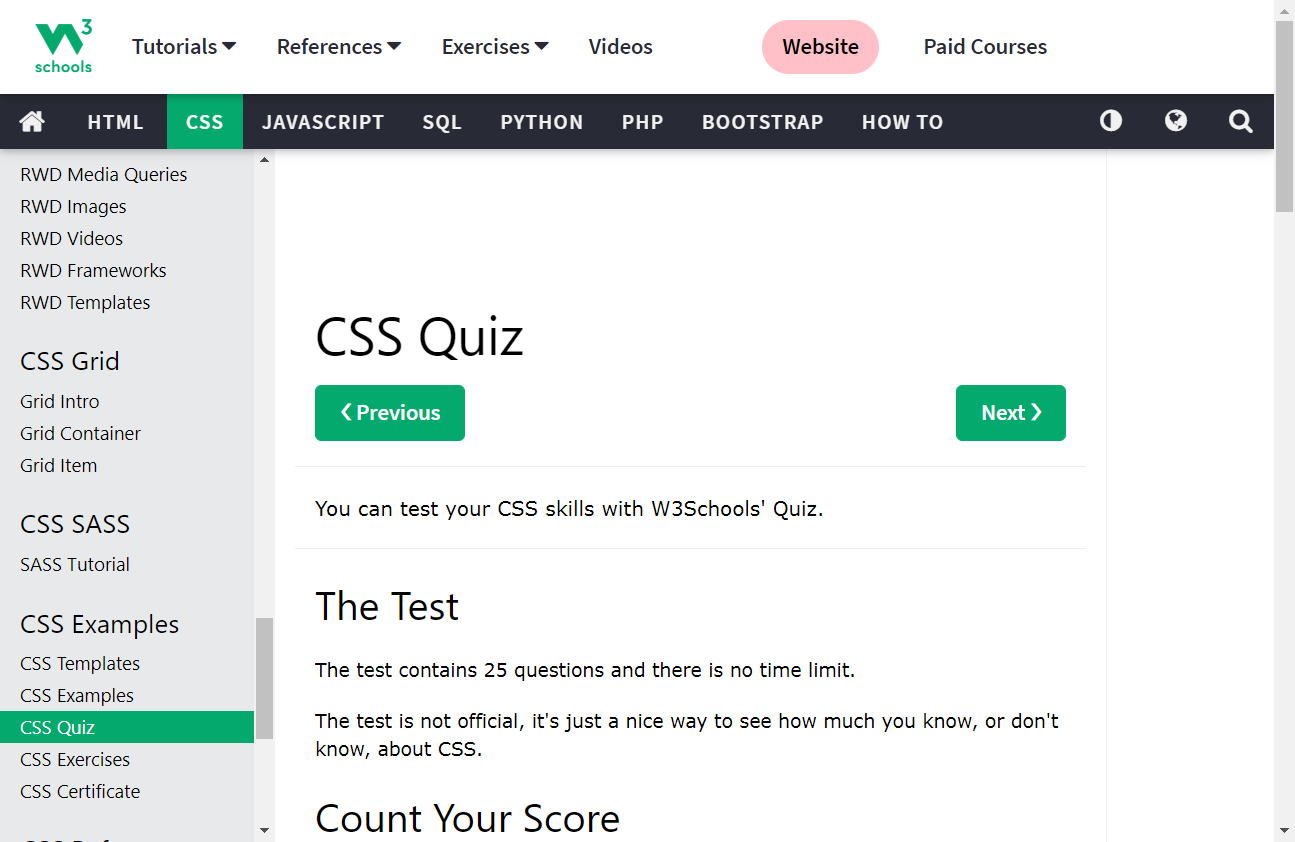 W3 schools
Tutorials
References
Exercises
Videos
Website
Paid Courses
HTML
CSS
JAVASCRIPT
SQL
PYTHON
PHP
BOOTSTRAP
HOW TO
RWD Media Queries
RWD Images
RWD Videos
RWD Frameworks
RWD Templates
CSS Grid
Grid Intro
Grid Container
Grid Item
CSS SASS
SASS Tutorial
CSS Examples
CSS Templates
CSS Examples
CSS Quiz
CSS Exercises
CSS Certificate
CSS Quiz
❮ Previous
Next ❯
You can test your CSS skills with W3Schools' Quiz.
The Test
The test contains 25 questions and there is no time limit.
The test is not official, it's just a nice way to see how much you know, or don't
know, about CSS.
Count Your Score